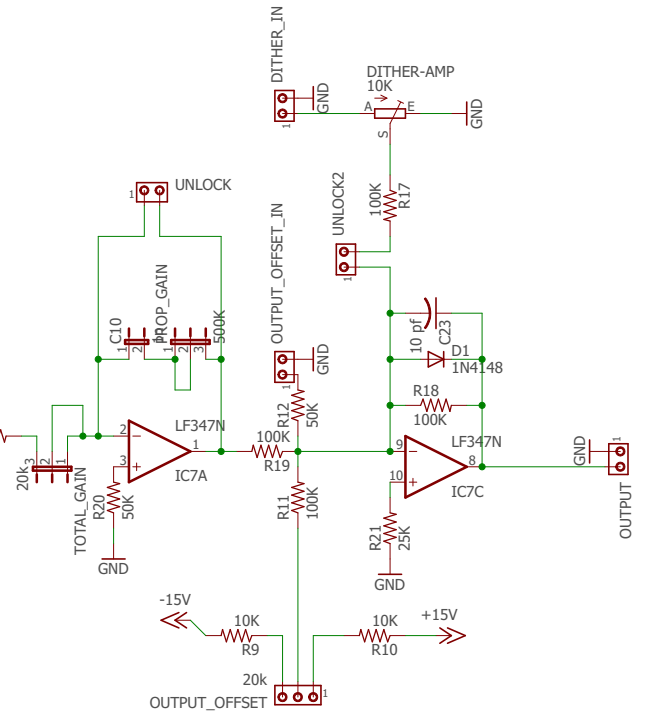 DITHER_IN
1
GND
DITHER-AMP
10K
A
E
S
GND
UNLOCK
1
100K
R17
UNLOCK2
1
OUTPUT_OFFSET_IN
1
GND
C10
1
2
PROP_GAIN
1
2
3
500K
10 pf
C23
D1
1N4148
R18
100K
R12
50K
20k
3
2
1
TOTAL_GAIN
2
3
1
LF347N
IC7A
R20
50K
GND
100K
R19
R11
100K
9
10
8
LF347N
IC7C
R21
25K
GND
GND
1
OUTPUT
-15V
10K
R9
10K
R10
+15V
20k
OUTPUT_OFFSET
1